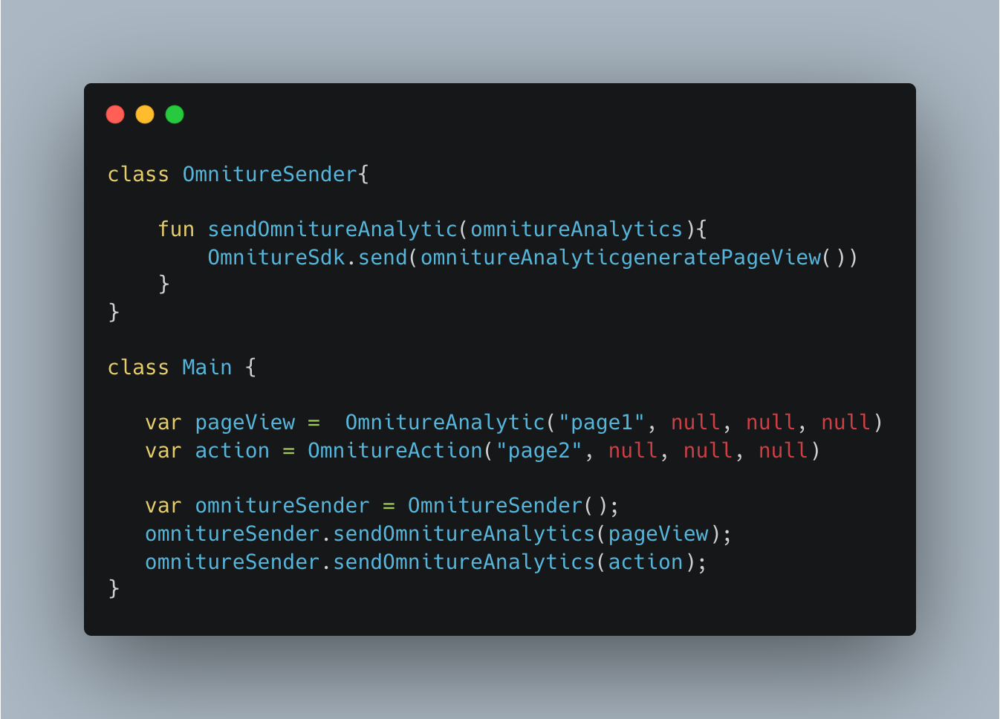 class OmnitureSender{
fun sendOmnitureAnalytic(omnitureAnalytics){
OmnitureSdk.send(omnitureAnalyticgeneratePageView())
}
}
class Main {
var pageView =  OmnitureAnalytic("page1", null, null, null)
var action = OmnitureAction("page2", null, null, null)
var omnitureSender = OmnitureSender();
omnitureSender.sendOmnitureAnalytics(pageView);
omnitureSender.sendOmnitureAnalytics(action);
}